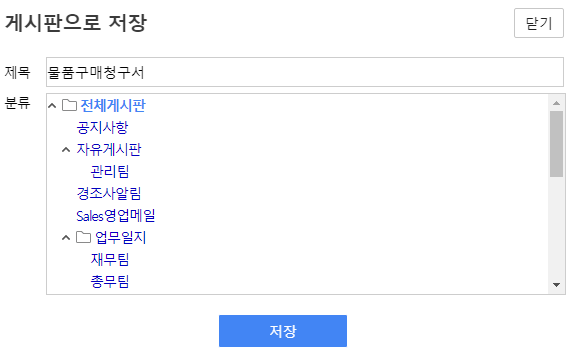 게시판으로 저장
닫기
제목
물품구매청구서
분류
전체게시판
공지사항
자유게시판
관리팀
경조사알림
Sales영업메일
업무일지
재무팀
총무팀
저장